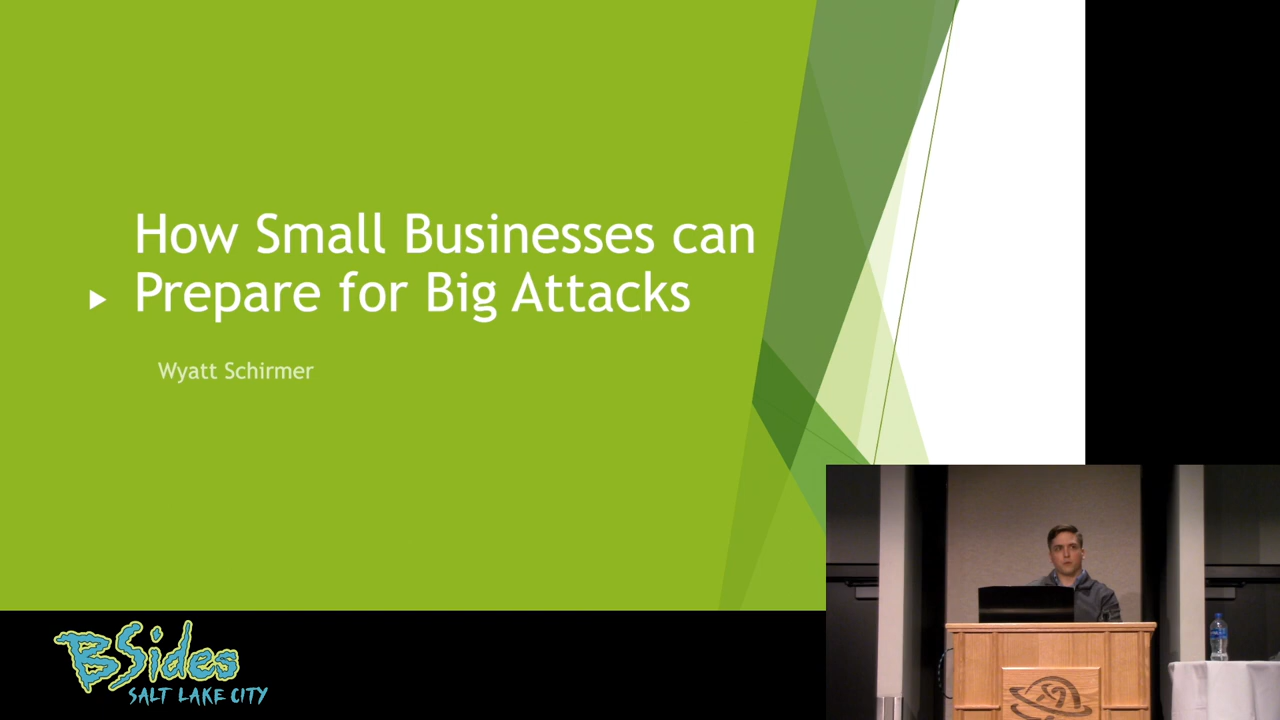 How Small Businesses can
Prepare for Big Attacks
Wyatt Schirmer
BSides
SALT LAKE CITY